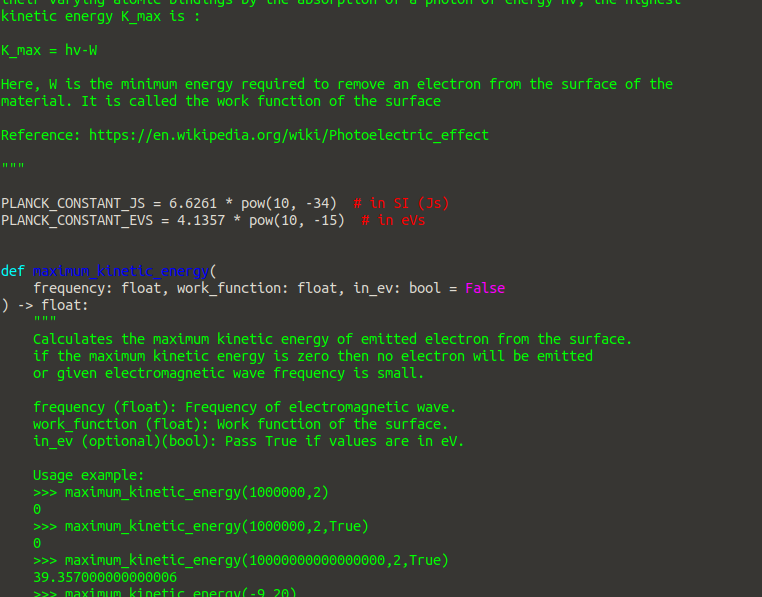 their varying atomic bindings by the absorption of a photon of energy hv, the highest
kinetic energy K_max is :
K_max = hv-W
Here, W is the minimum energy required to remove an electron from the surface of the
material. It is called the work function of the surface
Reference: https://en.wikipedia.org/wiki/Photoelectric_effect
"""
PLANCK_CONSTANT_JS = 6.6261 * pow(10, -34)  # in SI (Js)
PLANCK_CONSTANT_EVS = 4.1357 * pow(10, -15)  # in eVs
def maximum_kinetic_energy(
    frequency: float, work_function: float, in_ev: bool = False
) -> float:
    """
    Calculates the maximum kinetic energy of emitted electron from the surface.
    if the maximum kinetic energy is zero then no electron will be emitted
    or given electromagnetic wave frequency is small.
    frequency (float): Frequency of electromagnetic wave.
    work_function (float): Work function of the surface.
    in_ev (optional)(bool): Pass True if values are in eV.
    Usage example:
    >>> maximum_kinetic_energy(1000000,2)
    0
    >>> maximum_kinetic_energy(1000000,2,True)
    0
    >>> maximum_kinetic_energy(10000000000000000,2,True)
    39.357000000000006
    >>> maximum_kinetic_energy(-9,20)